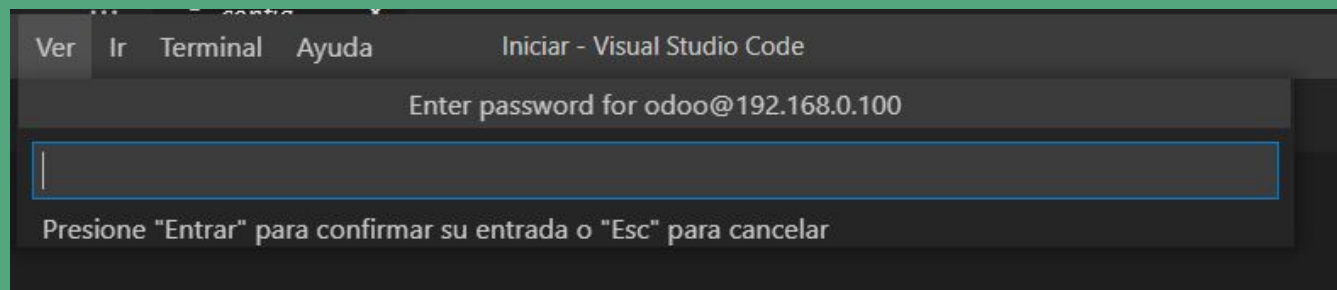 Ver Ir Terminal Ayuda Iniciar - Visual Studio Code
Enter password for odoo@192.168.0.100
Presione "Entrar" para confirmar su entrada o "Esc" para cancelar